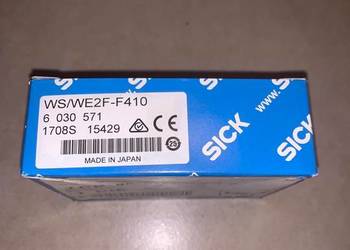 WS/WE2F-F410
6 030 571
1708S 15429
MADE IN JAPAN
SICK
SICK